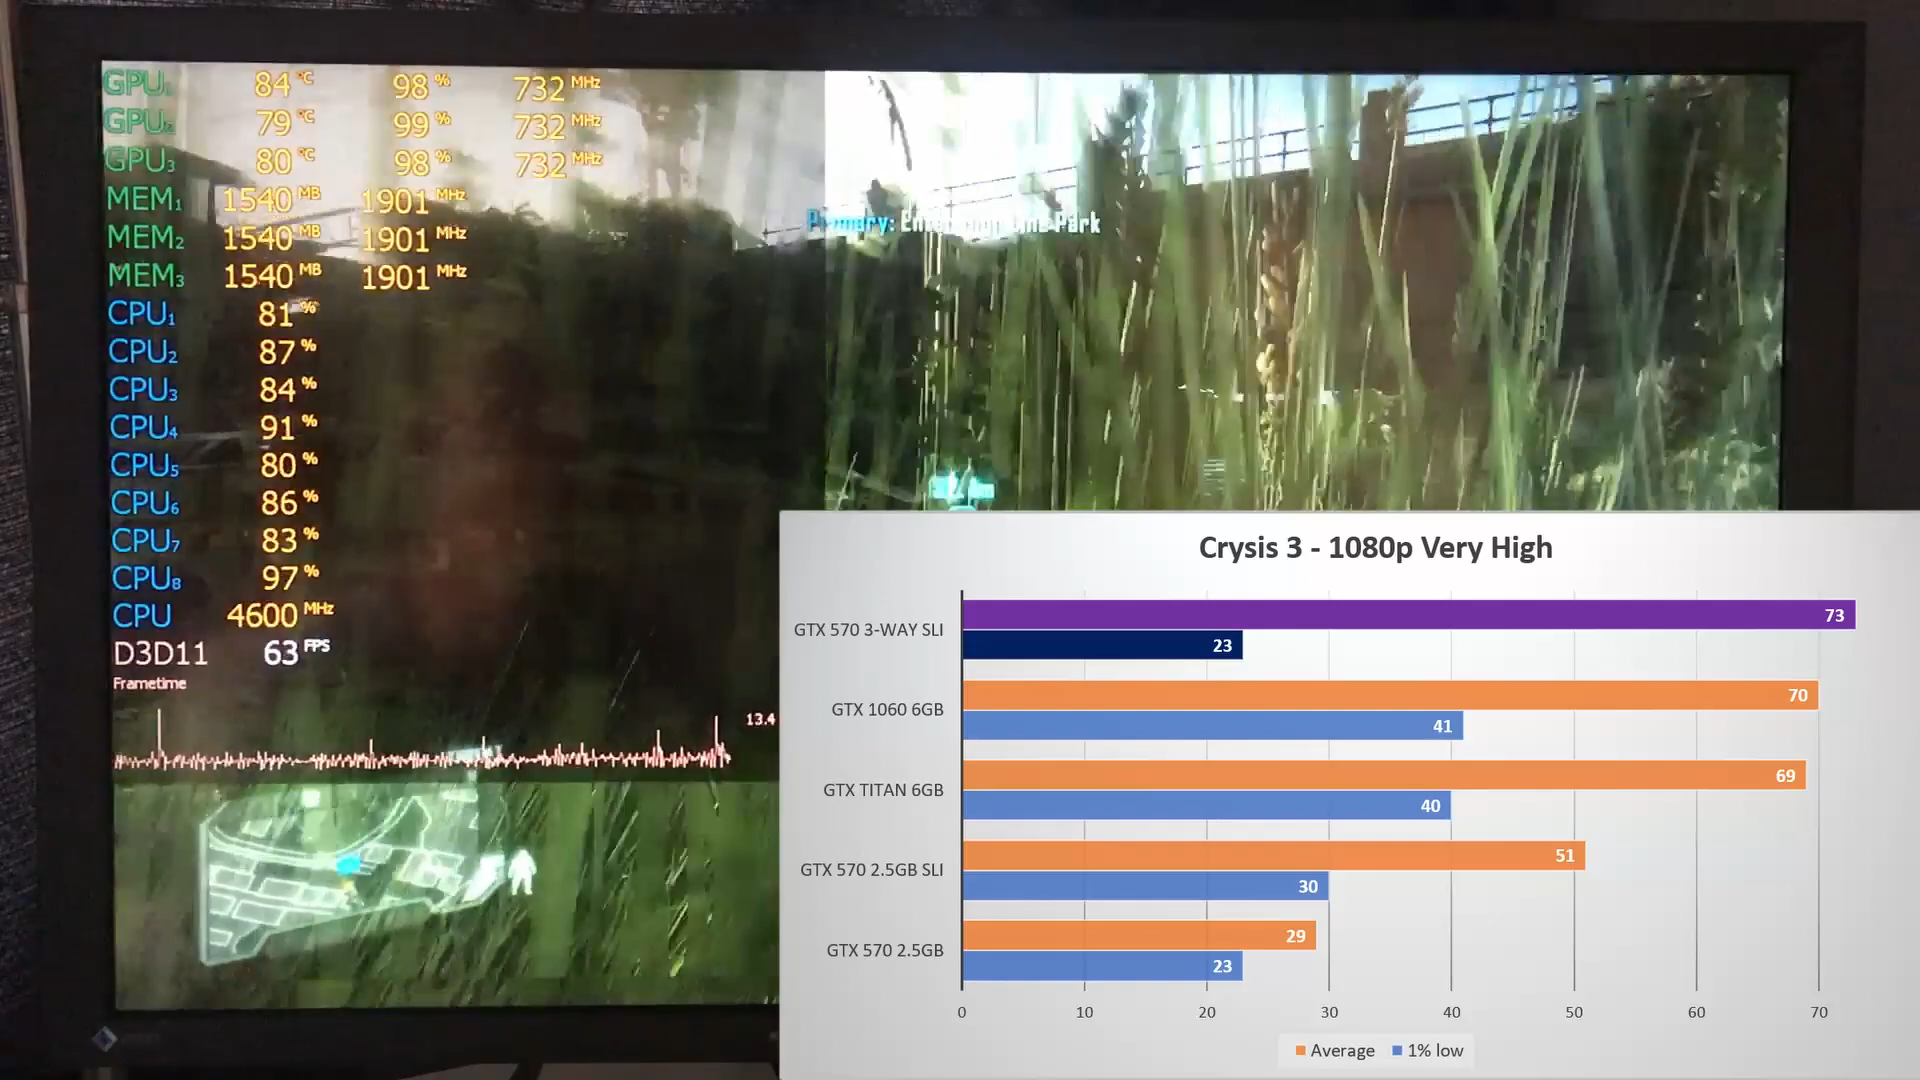 GPU₁ 84 °C 98 % 732 MHz
GPU₂ 79 °C 99 % 732 MHz
GPU₃ 80 °C 98 % 732 MHz
MEM₁ 1540 MB 1901 MHz
MEM₂ 1540 MB 1901 MHz
MEM₃ 1540 MB 1901 MHz
CPU₁ 81 %
CPU₂ 87 %
CPU₃ 84 %
CPU₄ 91 %
CPU₅ 80 %
CPU₆ 86 %
CPU₇ 83 %
CPU₈ 97 %
CPU 4600 MHz
D3D11 63 FPS
Frametime
13.4
Primary: Enter High Line Park
Crysis 3 - 1080p Very High
GTX 570 3-WAY SLI 73
23
GTX 1060 6GB 70
41
GTX TITAN 6GB 69
40
GTX 570 2.5GB SLI 51
30
GTX 570 2.5GB 29
23
0 10 20 30 40 50 60 70
Average 1% low